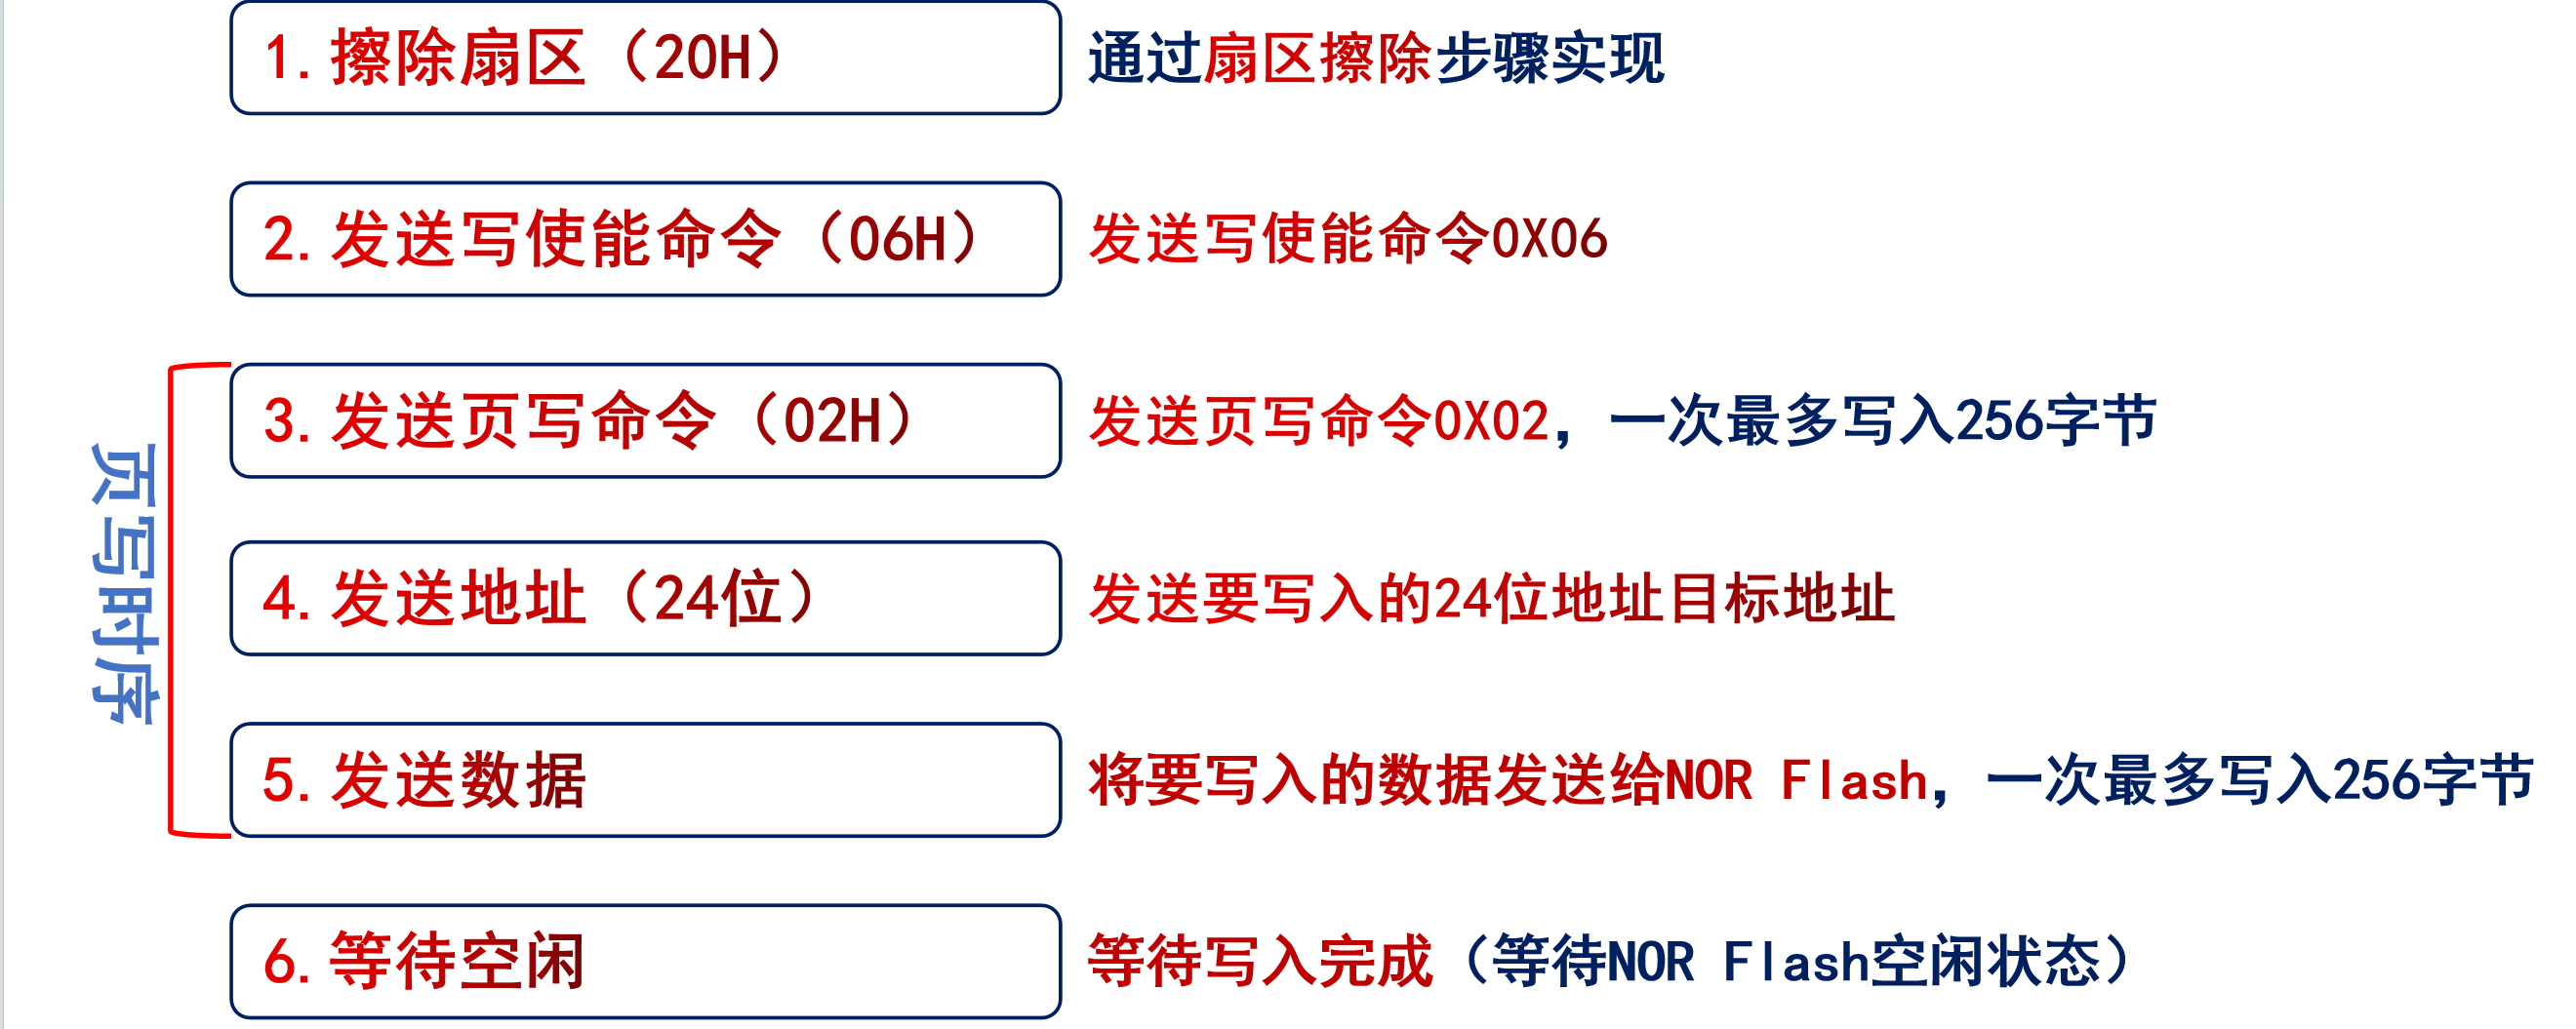 1. 擦除扇区（20H）
通过扇区擦除步骤实现
2. 发送写使能命令（06H）
发送写使能命令0X06
页写时序
3. 发送页写命令（02H）
发送页写命令0X02，一次最多写入256字节
4. 发送地址（24位）
发送要写入的24位地址目标地址
5. 发送数据
将要写入的数据发送给NOR Flash，一次最多写入256字节
6. 等待空闲
等待写入完成（等待NOR Flash空闲状态）